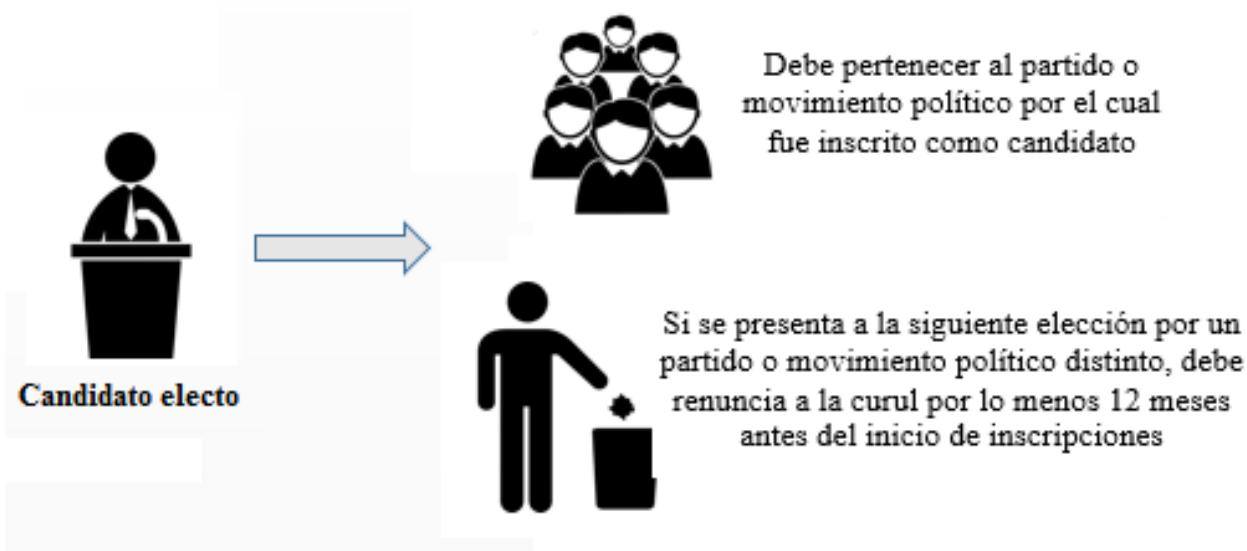 Debe pertenecer al partido o
movimiento político por el cual
fue inscrito como candidato
Candidato electo
Si se presenta a la siguiente elección por un
partido o movimiento político distinto, debe
renuncia a la curul por lo menos 12 meses
antes del inicio de inscripciones